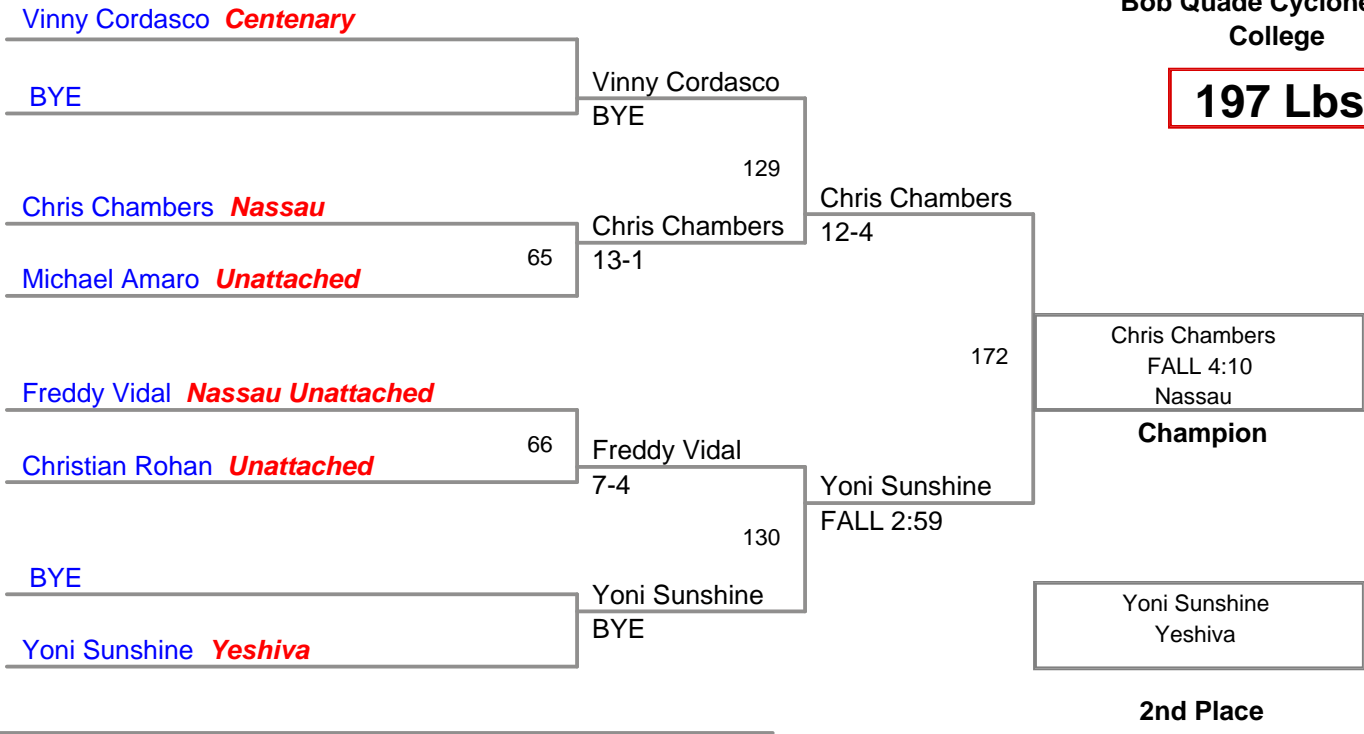 Bob Quade Cyclone
College
197 Lbs
Vinny Cordasco Centenary
BYE
Vinny Cordasco
BYE
129
Chris Chambers Nassau
Michael Amaro Unattached
65
Chris Chambers
13-1
Chris Chambers
12-4
Freddy Vidal Nassau Unattached
Christian Rohan Unattached
66
Freddy Vidal
7-4
130
BYE
Yoni Sunshine Yeshiva
Yoni Sunshine
BYE
Yoni Sunshine
FALL 2:59
172
Chris Chambers
FALL 4:10
Nassau
Champion
Yoni Sunshine
Yeshiva
2nd Place